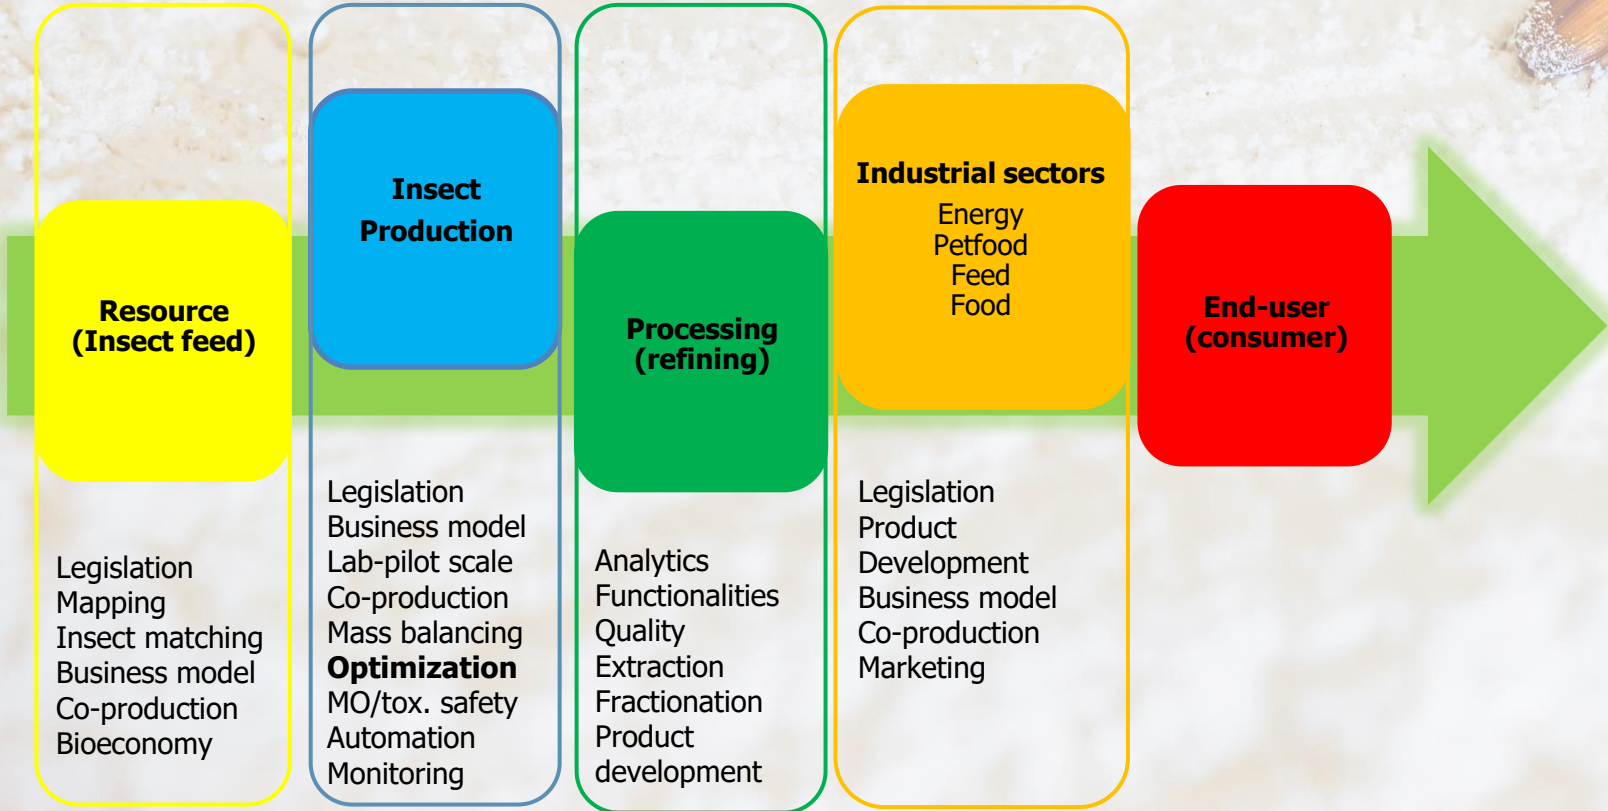 Resource
(Insect feed)
Legislation
Mapping
Insect matching
Business model
Co-production
Bioeconomy
Insect
Production
Legislation
Business model
Lab-pilot scale
Co-production
Mass balancing
Optimization
MO/tox. safety
Automation
Monitoring
Processing
(refining)
Analytics
Functionalities
Quality
Extraction
Fractionation
Product
development
Industrial sectors
Energy
Petfood
Feed
Food
Legislation
Product
Development
Business model
Co-production
Marketing
End-user
(consumer)